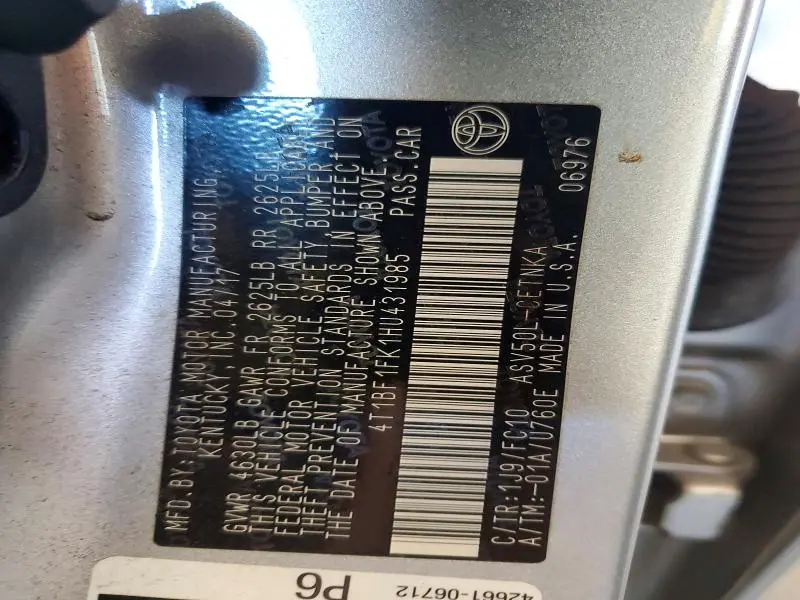 MFD.BY:TOYOTA MOTOR MANUFACTURING,
KENTUCKY, INC.04/17
GVWR 4630LB GAWR FR 2625LB RR 2625LB
THIS VEHICLE CONFORMS TO ALL APPLICABLE
FEDERAL MOTOR VEHICLE SAFETY, BUMPER,AND
THEFT PREVENTION STANDARDS IN EFFECT ON
THE DATE OF MANUFACTURE SHOWN ABOVE.
4T1BF1FK1HU431985 PASS.CAR
C/TR:1J9/FC10 ASV50L-CETNKA 06976
A/TM:-01A/U760E MADE IN U.S.A.
P6
42661-06712